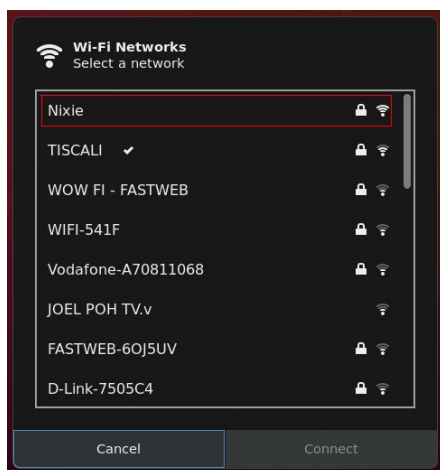 Wi-Fi Networks
Select a network
Nixie
TISCALI
WOW FI - FASTWEB
WIFI-541F
Vodafone-A70811068
JOEL POH TV.v
FASTWEB-6OJ5UV
D-Link-7505C4
Cancel Connect